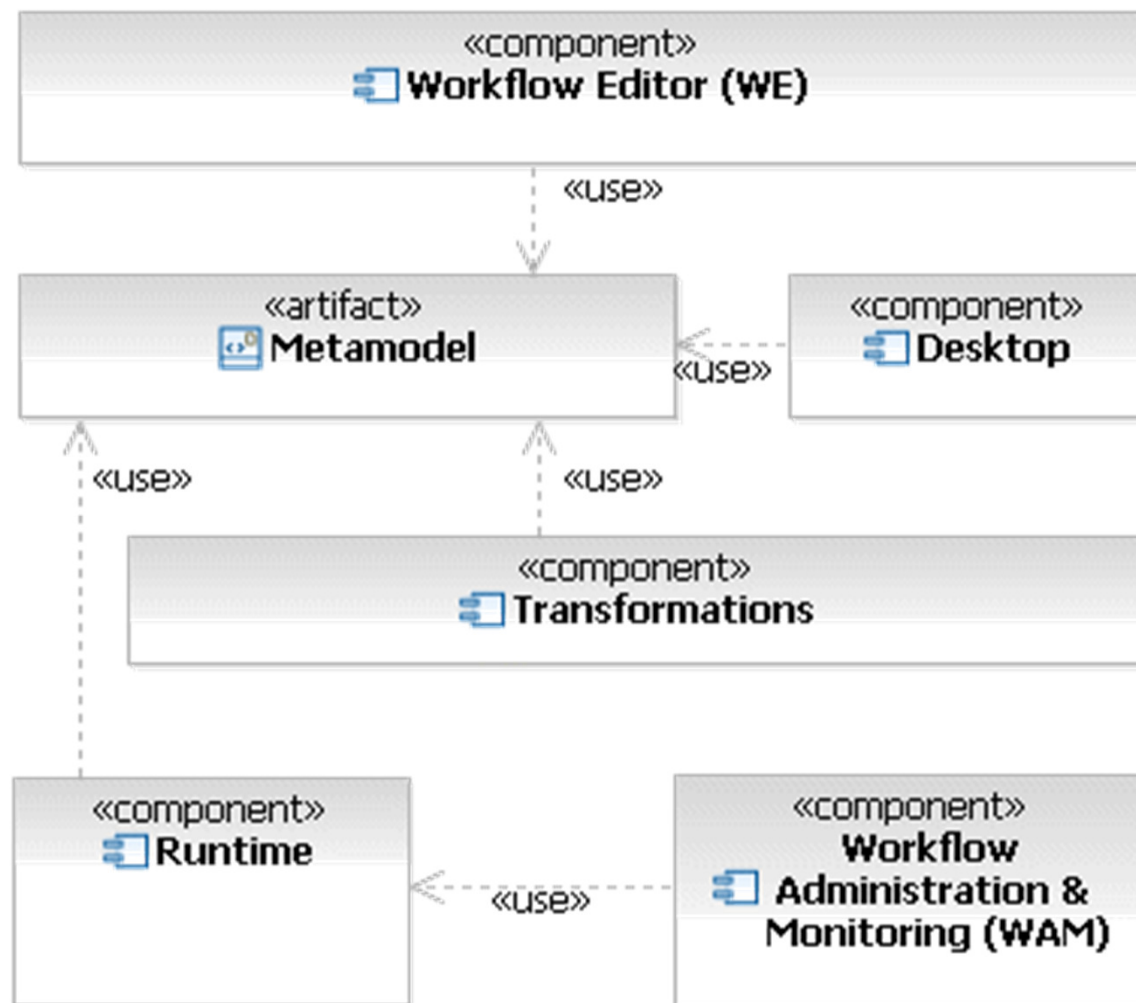 «component»
Workflow Editor (WE)
«use»
«artifact»
Metamodel
«component»
Desktop
«use»
«use»
«use»
«component»
Transformations
«component»
Runtime
«use»
«component»
Workflow
Administration &
Monitoring (WAM)